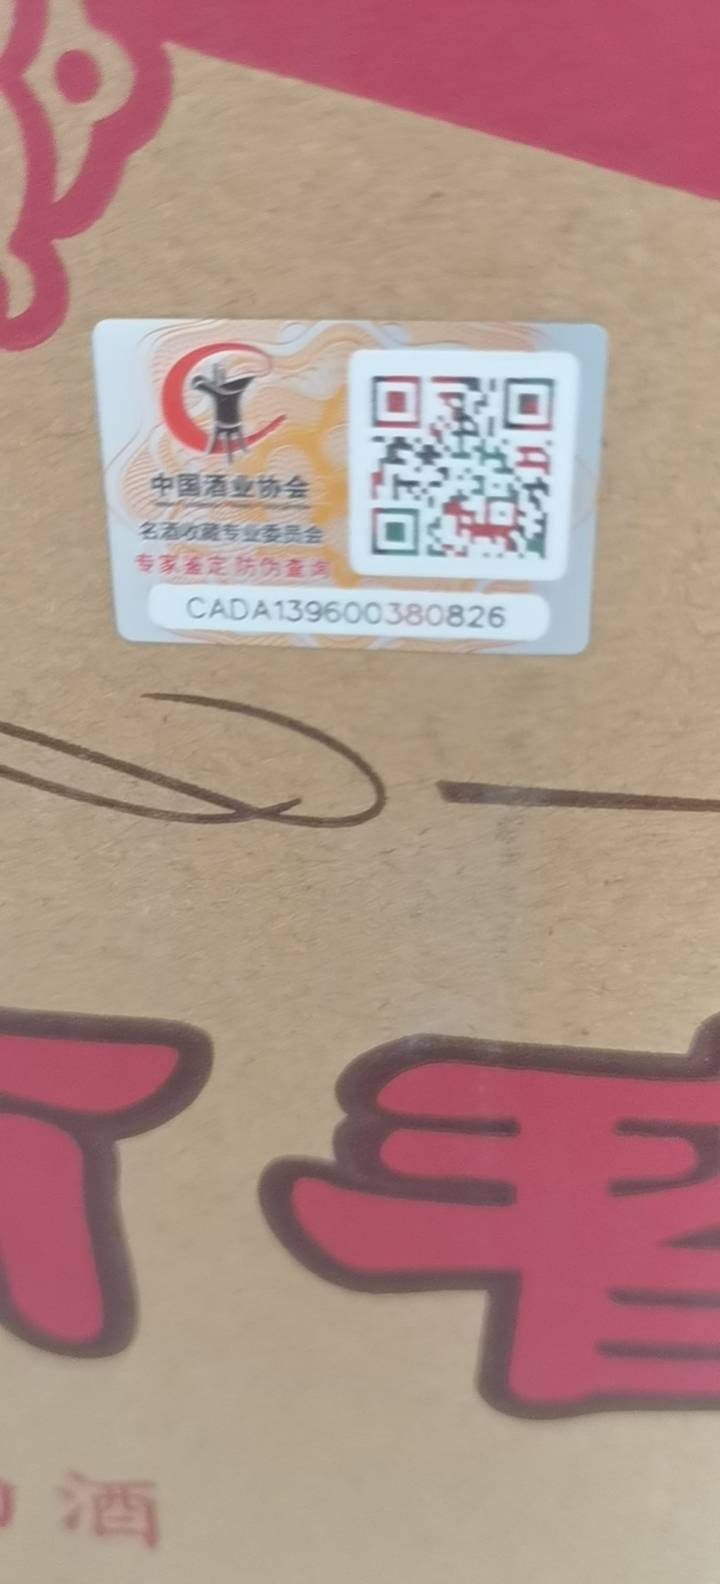 中国酒业协会
名酒收藏专业委员会
专家鉴定 防伪查询
CADA139600380826
酒